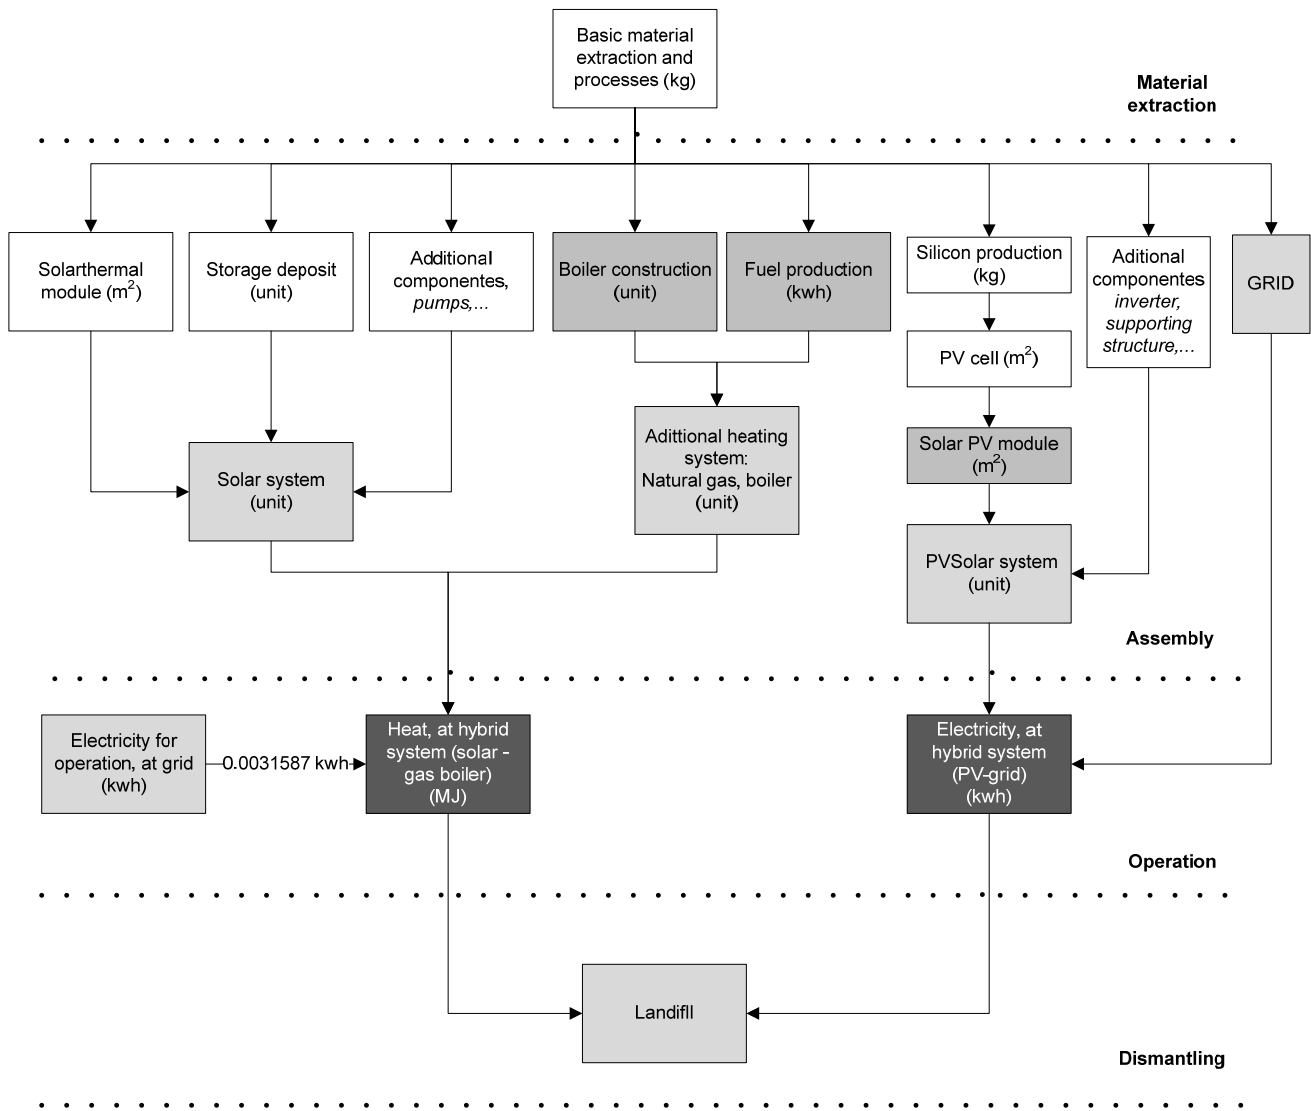 Basic material
extraction and
processes (kg)
Material
extraction
Solarthermal
module (m²)
Storage deposit
(unit)
Additional
componentes,
pumps,...
Boiler construction
(unit)
Fuel production
(kwh)
Silicon production
(kg)
Aditional
componentes
inverter,
supporting
structure,...
GRID
PV cell (m²)
Solar PV module
(m²)
Solar system
(unit)
Adittional heating
system:
Natural gas, boiler
(unit)
PVSolar system
(unit)
Assembly
Electricity for
operation, at grid
(kwh)
0.0031587 kwh
Heat, at hybrid
system (solar -
gas boiler)
(MJ)
Electricity, at
hybrid system
(PV-grid)
(kwh)
Operation
Landifll
Dismantling